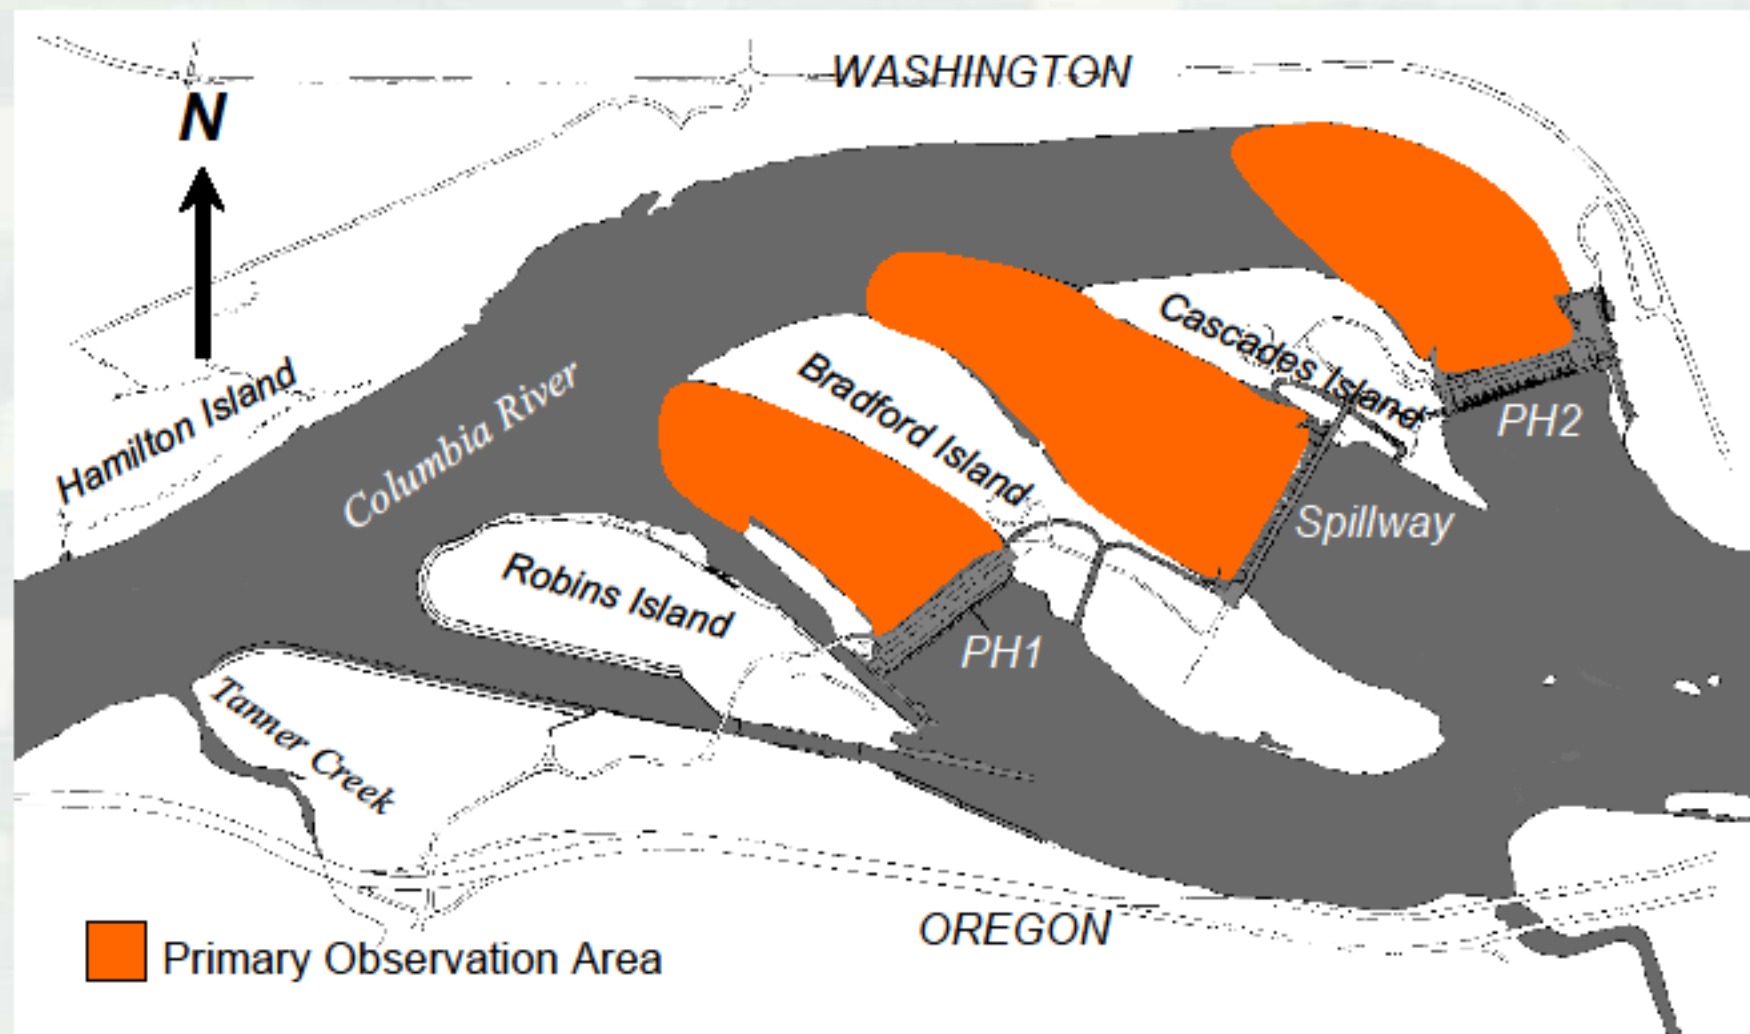 WASHINGTON
N
Hamilton Island
Columbia River
Cascades Island
Bradford Island
PH2
Spillway
Robins Island
PH1
Tanner Creek
OREGON
Primary Observation Area